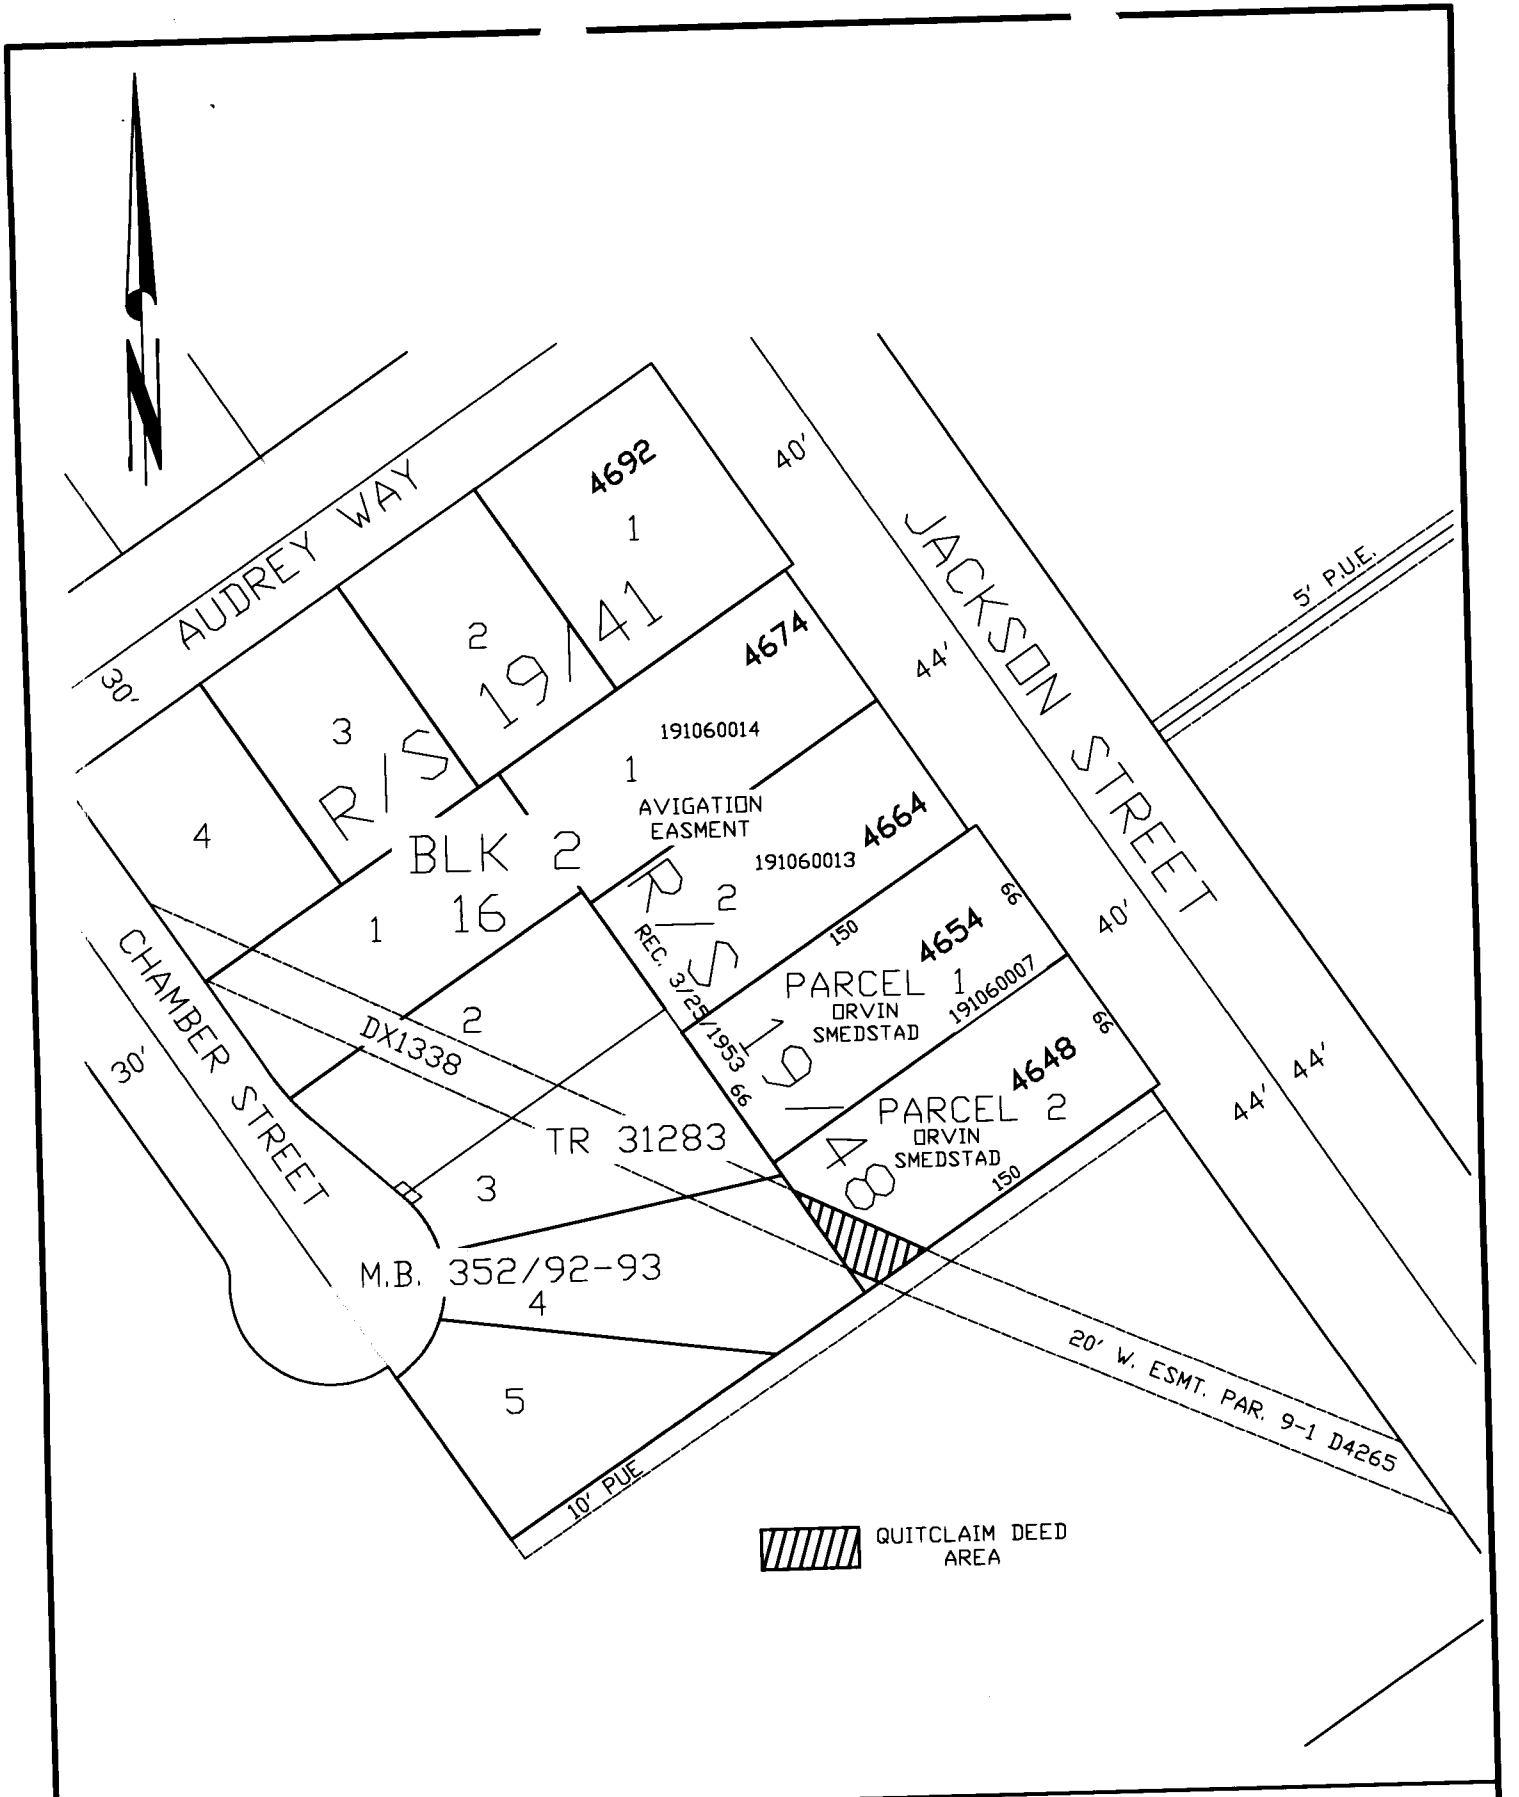 N
AUDREY WAY
30'
4692
1
2
3
4
R/S 19/41
40'
44'
JACKSON STREET
5' P.U.E.
4674
191060014
1
AVIGATION
EASMENT
4664
191060013
2
BLK 2
16
1
R/S 19/48
REC. 3/25/1953
66
150
66
4654
PARCEL 1
ORVIN
SMEDSTAD
191060007
40'
44'
44'
66
4648
PARCEL 2
ORVIN
SMEDSTAD
150
CHAMBER STREET
30'
DX1338
2
TR 31283
3
M.B. 352/92-93
4
5
10' PUE
20' W. ESMT. PAR. 9-1 D4265
QUITCLAIM DEED
AREA